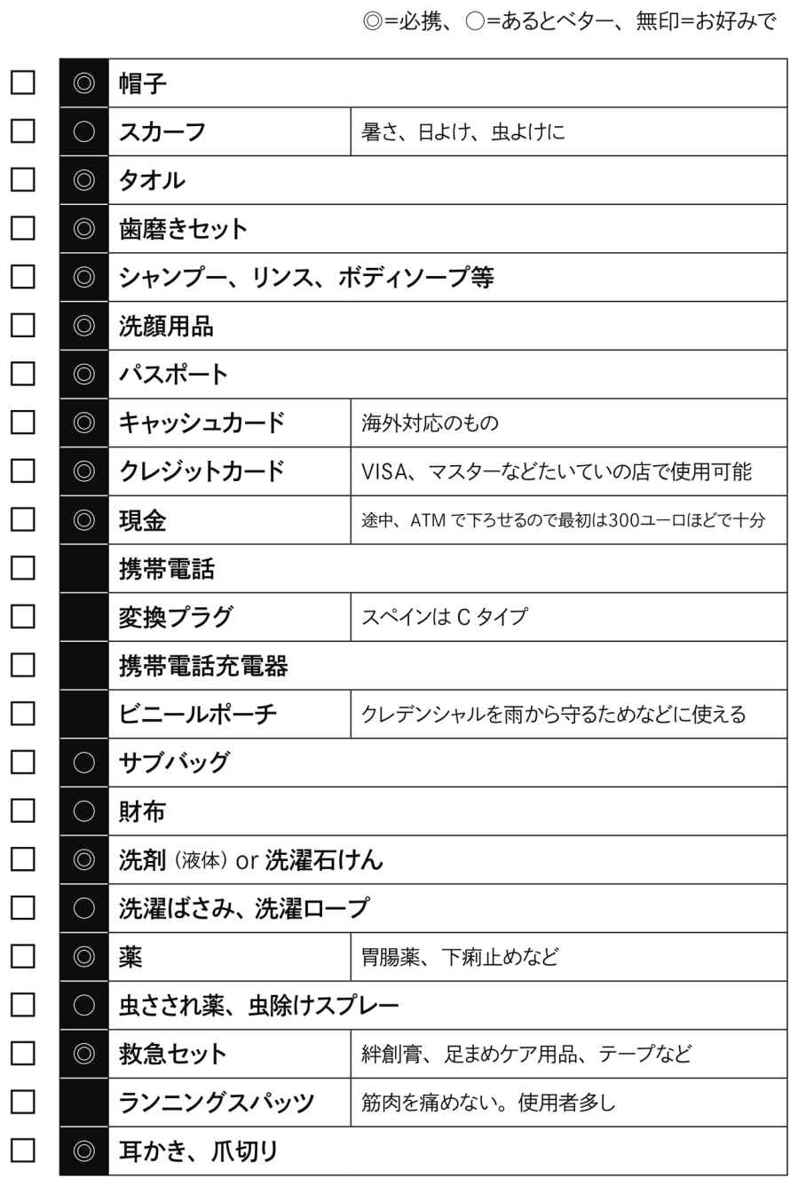 ◎=必携、○=あるとベター、無印=お好みで
□ ◎ 帽子
□ ○ スカーフ 暑さ、日よけ、虫よけに
□ ◎ タオル
□ ◎ 歯磨きセット
□ ◎ シャンプー、リンス、ボディソープ等
□ ◎ 洗顔用品
□ ◎ パスポート
□ ◎ キャッシュカード 海外対応のもの
□ ◎ クレジットカード VISA、マスターなどたいていの店で使用可能
□ ◎ 現金 途中、ATMで下ろせるので最初は300ユーロほどで十分
□ 携帯電話
□ 変換プラグ スペインは C タイプ
□ 携帯電話充電器
□ ビニールポーチ クレデンシャルを雨から守るためなどに使える
□ ○ サブバッグ
□ ○ 財布
□ ◎ 洗剤（液体）or 洗濯石けん
□ ○ 洗濯ばさみ、洗濯ロープ
□ ◎ 薬 胃腸薬、下痢止めなど
□ ○ 虫さされ薬、虫除けスプレー
□ ◎ 救急セット 絆創膏、足まめケア用品、テープなど
□ ランニングスパッツ 筋肉を痛めない。使用者多し
□ ◎ 耳かき、爪切り